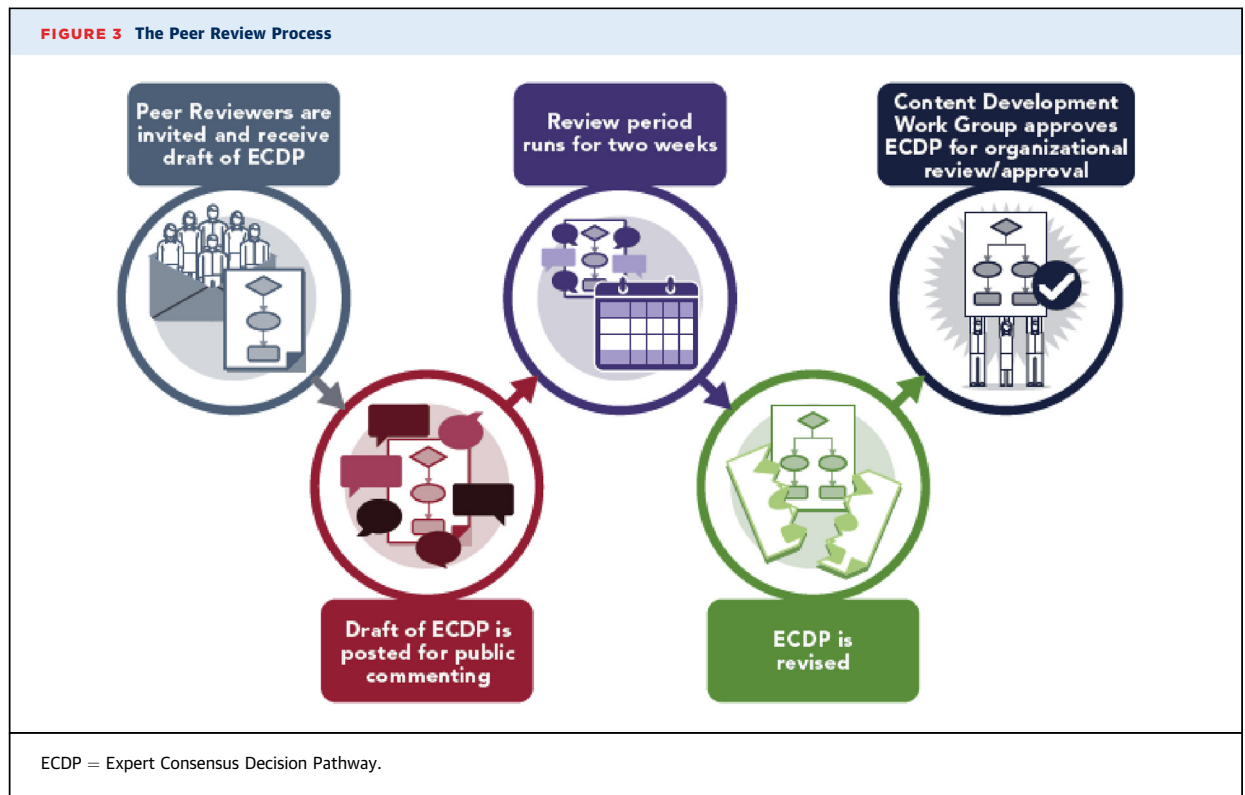 FIGURE 3 The Peer Review Process
Peer Reviewers are
invited and receive
draft of ECDP
Review period
runs for two weeks
Content Development
Work Group approves
ECDP for organizational
review/approval
Draft of ECDP is
posted for public
commenting
ECDP is
revised
ECDP = Expert Consensus Decision Pathway.